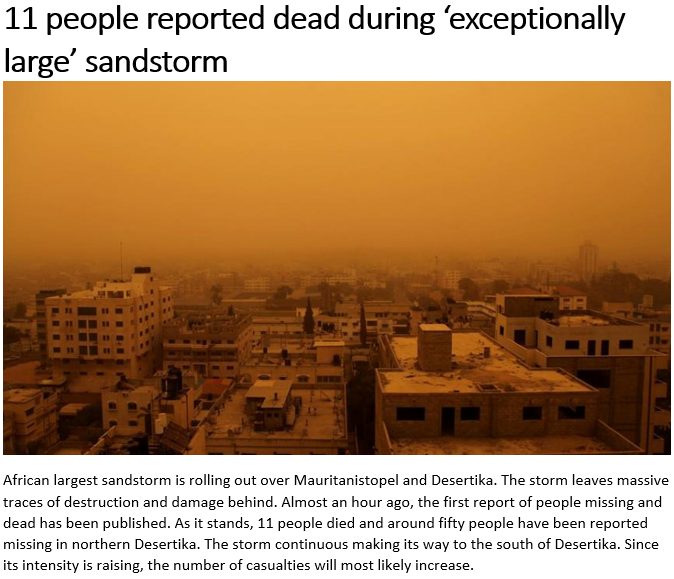 11 people reported dead during ‘exceptionally
large’ sandstorm
African largest sandstorm is rolling out over Mauritanistopel and Desertika. The storm leaves massive
traces of destruction and damage behind. Almost an hour ago, the first report of people missing and
dead has been published. As it stands, 11 people died and around fifty people have been reported
missing in northern Desertika. The storm continuous making its way to the south of Desertika. Since
its intensity is raising, the number of casualties will most likely increase.